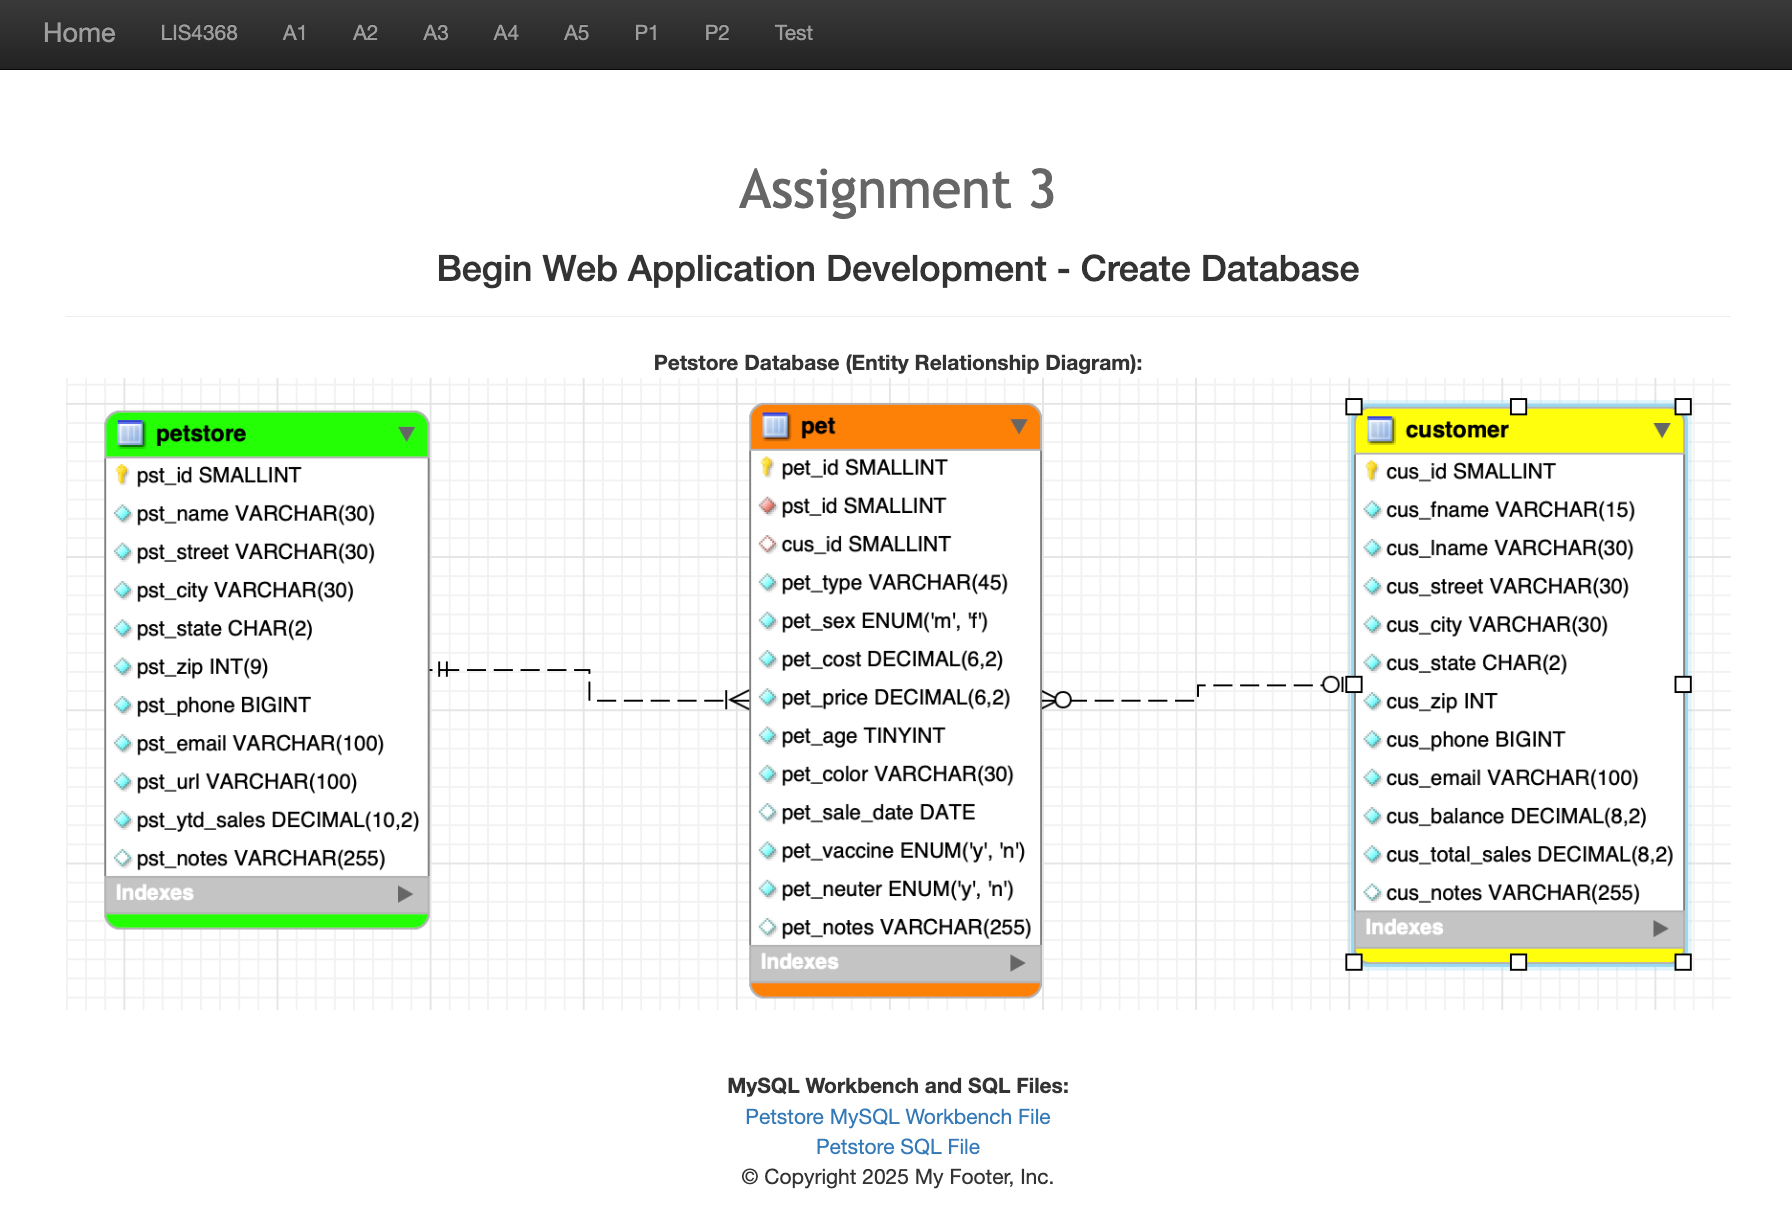 Home LIS4368 A1 A2 A3 A4 A5 P1 P2 Test
Assignment 3
Begin Web Application Development - Create Database
Petstore Database (Entity Relationship Diagram):
petstore
pst_id SMALLINT
pst_name VARCHAR(30)
pst_street VARCHAR(30)
pst_city VARCHAR(30)
pst_state CHAR(2)
pst_zip INT(9)
pst_phone BIGINT
pst_email VARCHAR(100)
pst_url VARCHAR(100)
pst_ytd_sales DECIMAL(10,2)
pst_notes VARCHAR(255)
Indexes
pet
pet_id SMALLINT
pst_id SMALLINT
cus_id SMALLINT
pet_type VARCHAR(45)
pet_sex ENUM('m', 'f')
pet_cost DECIMAL(6,2)
pet_price DECIMAL(6,2)
pet_age TINYINT
pet_color VARCHAR(30)
pet_sale_date DATE
pet_vaccine ENUM('y', 'n')
pet_neuter ENUM('y', 'n')
pet_notes VARCHAR(255)
Indexes
customer
cus_id SMALLINT
cus_fname VARCHAR(15)
cus_lname VARCHAR(30)
cus_street VARCHAR(30)
cus_city VARCHAR(30)
cus_state CHAR(2)
cus_zip INT
cus_phone BIGINT
cus_email VARCHAR(100)
cus_balance DECIMAL(8,2)
cus_total_sales DECIMAL(8,2)
cus_notes VARCHAR(255)
Indexes
MySQL Workbench and SQL Files:
Petstore MySQL Workbench File
Petstore SQL File
© Copyright 2025 My Footer, Inc.